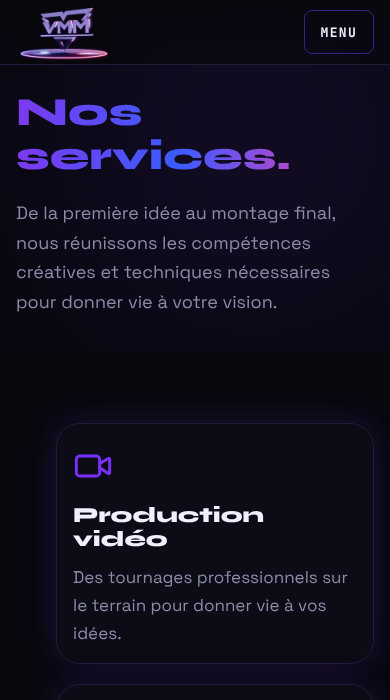 VMM
MENU
Nos
services.
De la première idée au montage final,
nous réunissons les compétences
créatives et techniques nécessaires
pour donner vie à votre vision.
Production
vidéo
Des tournages professionnels sur
le terrain pour donner vie à vos
idées.